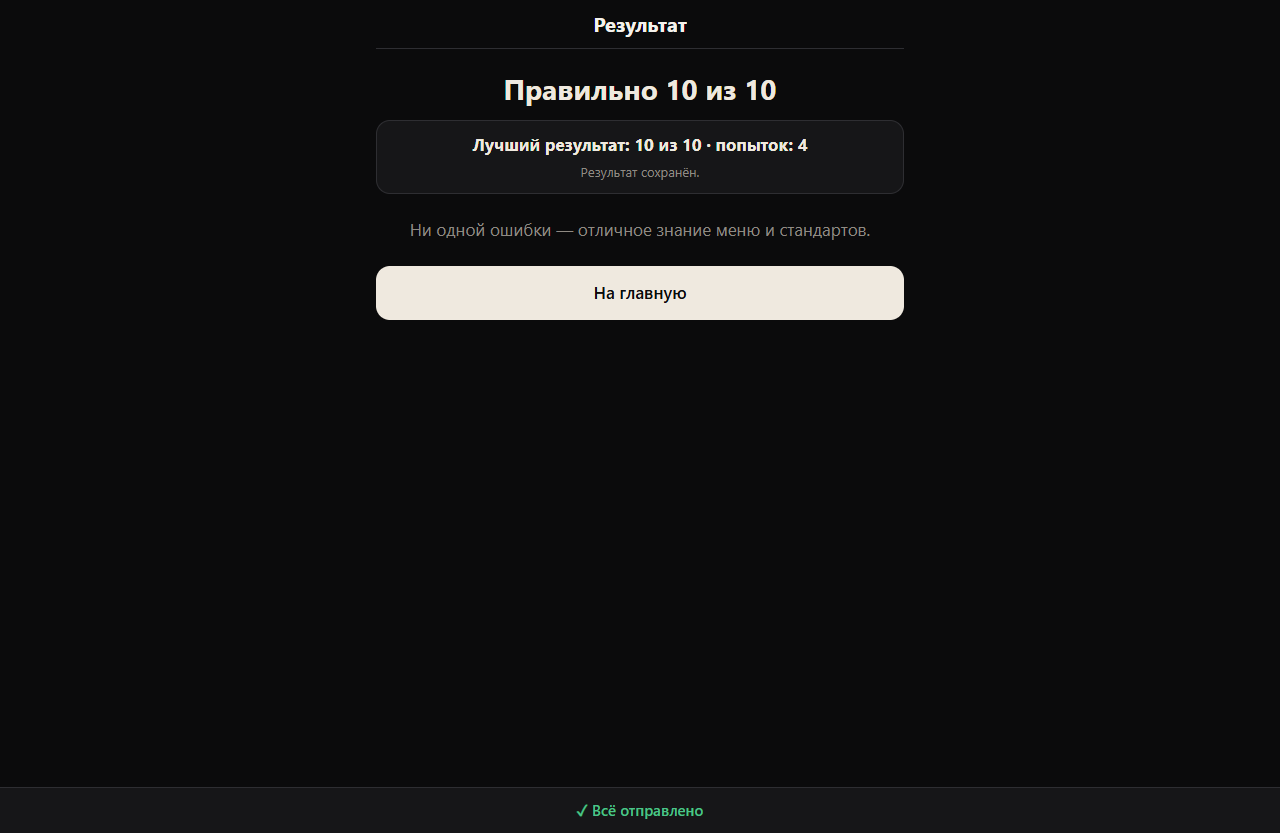 Результат
Правильно 10 из 10
Лучший результат: 10 из 10 · попыток: 4
Результат сохранён.
Ни одной ошибки — отличное знание меню и стандартов.
На главную
✓ Всё отправлено